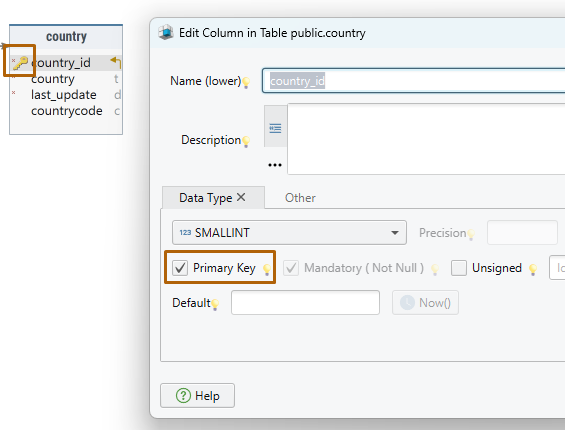 country
country_id
country t
last_update d
countrycode c
Edit Column in Table public.country
Name (lower) country_id
Description
...
Data Type Other
123 SMALLINT Precision
Primary Key Mandatory ( Not Null ) Unsigned
Default Now()
? Help